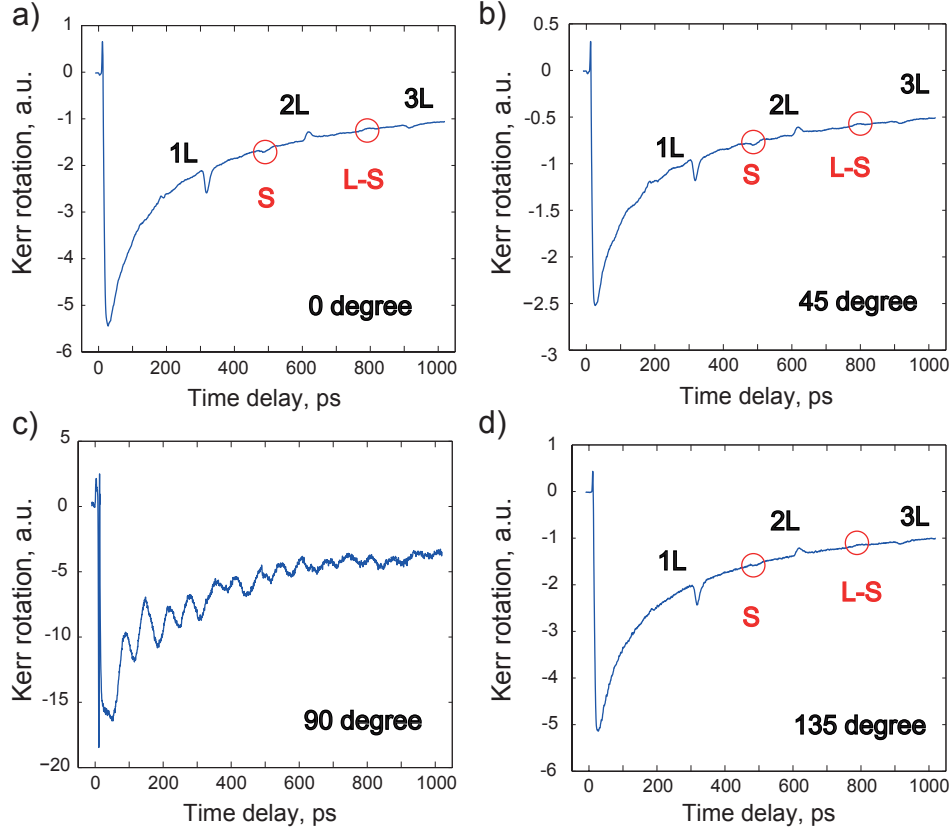 a)
1
0
-1
-2
-3
-4
-5
-6
Kerr rotation, a.u.
1L
2L
3L
S
L-S
0 degree
0 200 400 600 800 1000
Time delay, ps
b)
-0.5
0
-0.5
-1
-1.5
-2
-2.5
-3
Kerr rotation, a.u.
1L
2L
3L
S
L-S
45 degree
0 200 400 600 800 1000
Time delay, ps
c)
5
0
-5
-10
-15
-20
Kerr rotation, a.u.
90 degree
0 200 400 600 800 1000
Time delay, ps
d)
1
0
-1
-2
-3
-4
-5
-6
Kerr rotation, a.u.
1L
2L
3L
S
L-S
135 degree
0 200 400 600 800 1000
Time delay, ps